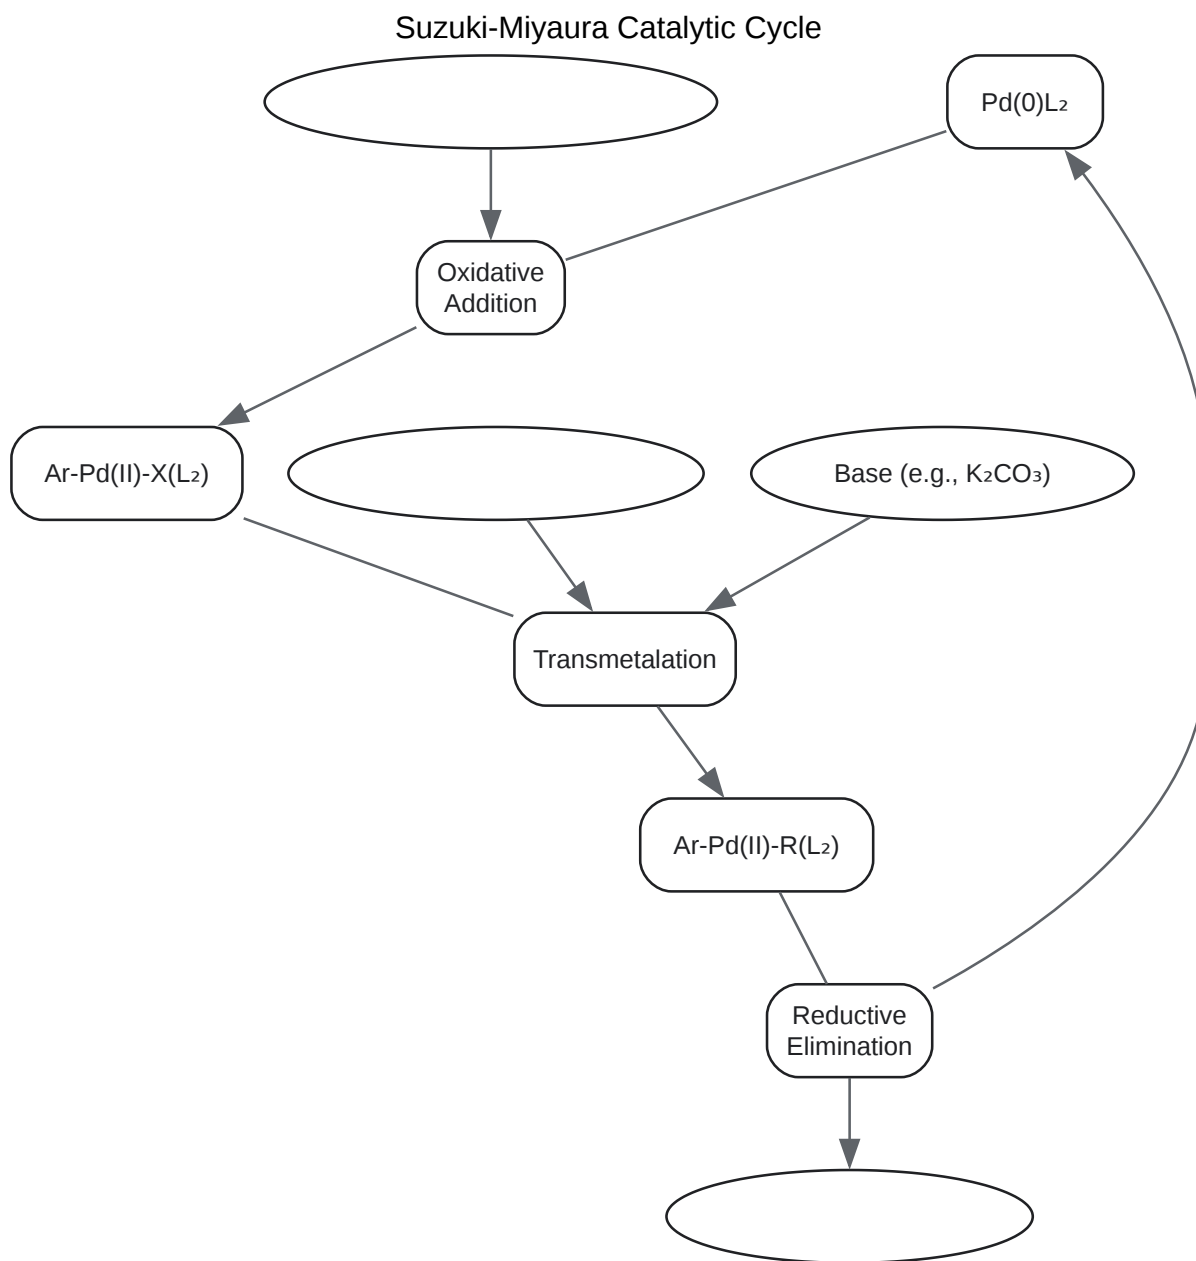 Suzuki-Miyaura Catalytic Cycle
Pd(0)L₂
Oxidative
Addition
Ar-Pd(II)-X(L₂)
Base (e.g., K₂CO₃)
Transmetalation
Ar-Pd(II)-R(L₂)
Reductive
Elimination